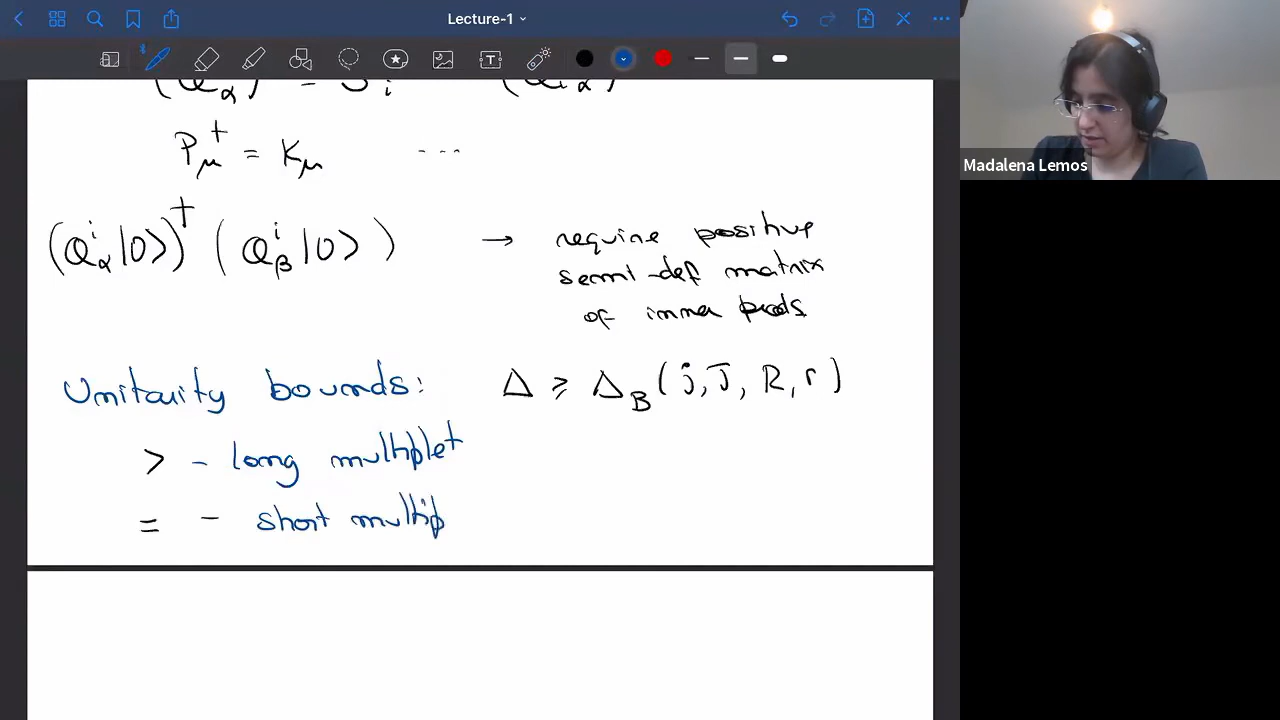 Lecture-1
P_μ^† = K_μ ---
(Q^i_α |0⟩)^† (Q^i_β |0⟩) → require positive
semi-def matrix
of inner prods
Unitarity bounds: Δ ⩾ Δ_B (j, J̄, R, r)
> - long multiplet
= - short multip
Madalena Lemos